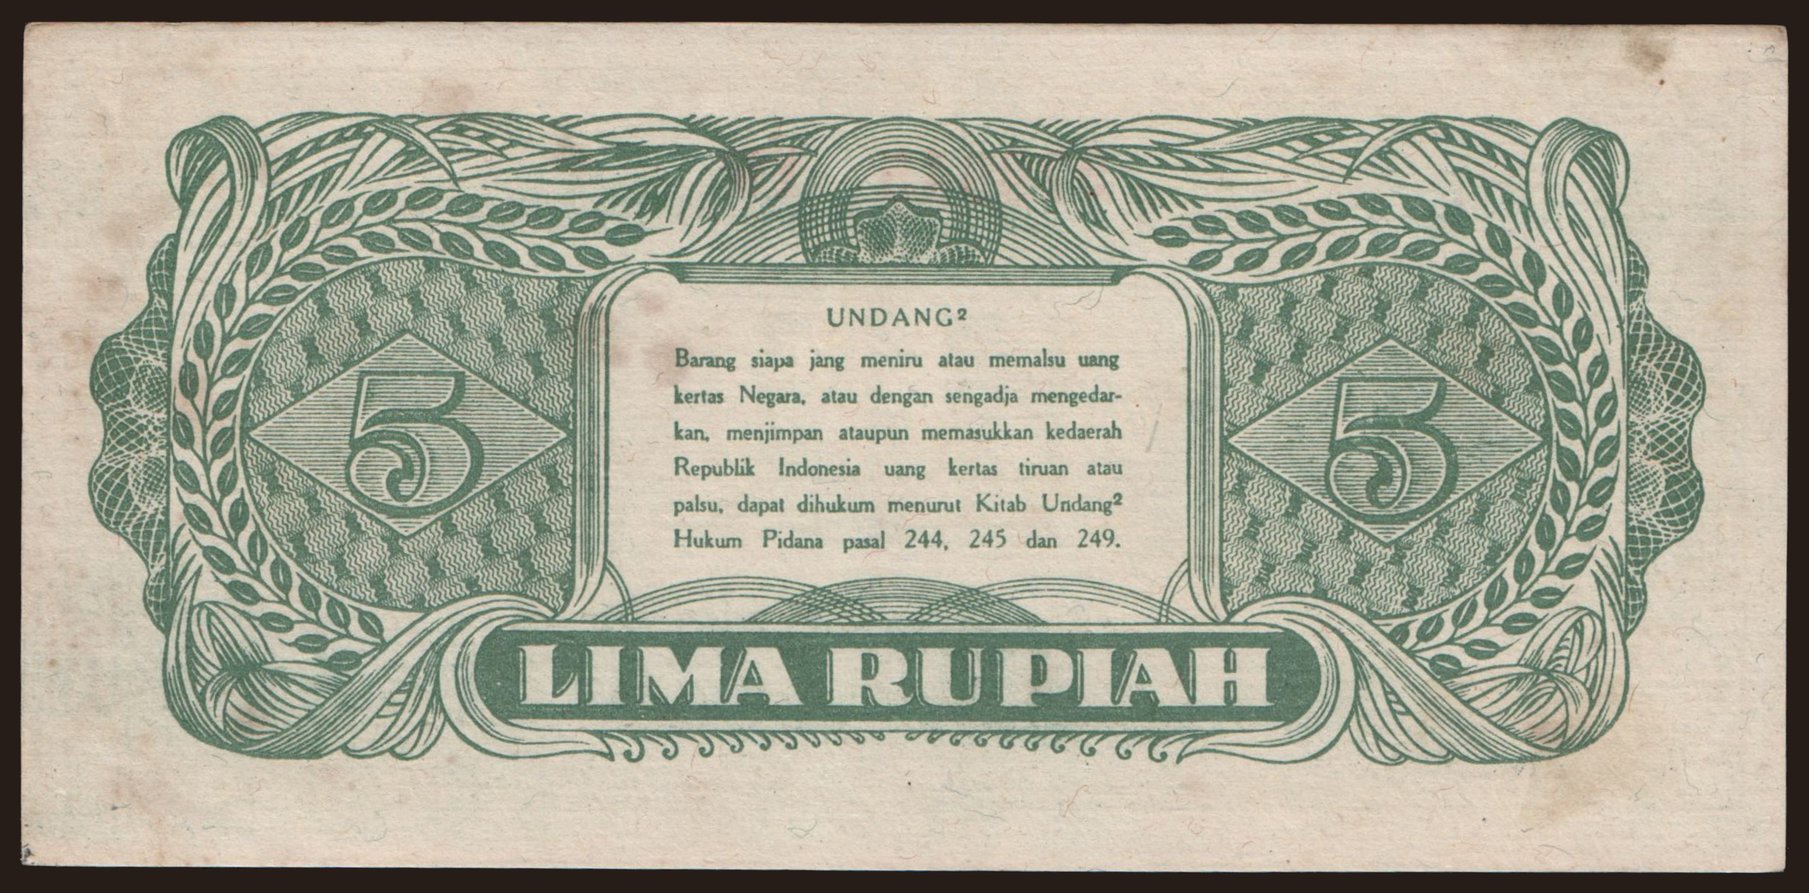 UNDANG²
Barang siapa jang meniru atau memalsu uang
kertas Negara, atau dengan sengadja mengedar-
kan, menjimpan ataupun memasukkan kedaerah
Republik Indonesia uang kertas tiruan atau
palsu, dapat dihukum menurut Kitab Undang²
Hukum Pidana pasal 244, 245 dan 249.
5
5
LIMA RUPIAH